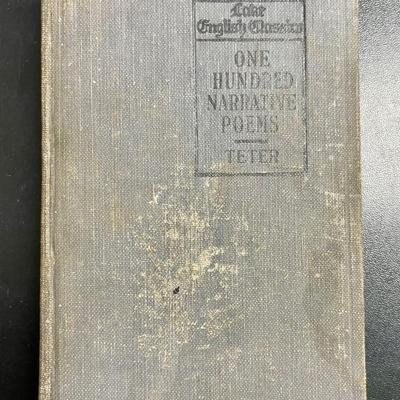 Lake
English Classics
ONE
HUNDRED
NARRATIVE
POEMS
TETER